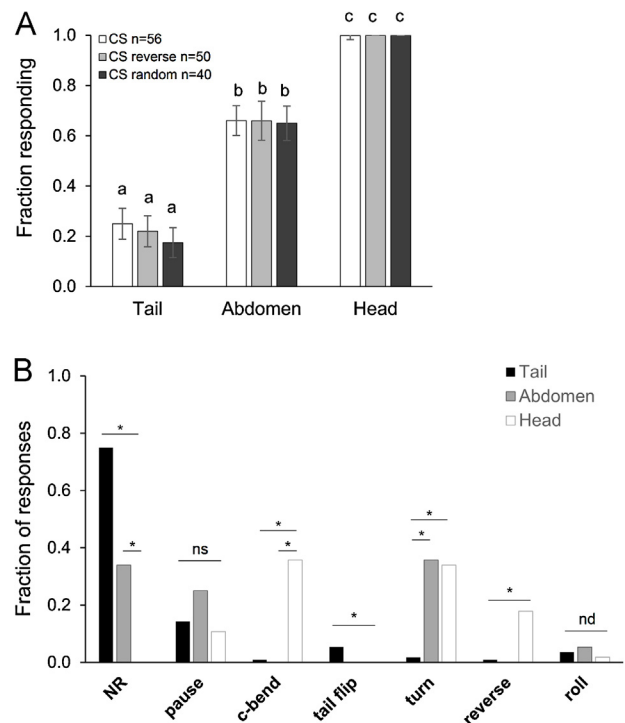 A
CS n=56
CS reverse n=50
CS random n=40
Fraction responding
1.0
0.8
0.6
0.4
0.2
0.0
a a a
b b b
c c c
Tail Abdomen Head
B
Tail
Abdomen
Head
Fraction of responses
1.0
0.8
0.6
0.4
0.2
0.0
*
*
ns
*
*
*
*
*
*
nd
NR pause c-bend tail flip turn reverse roll